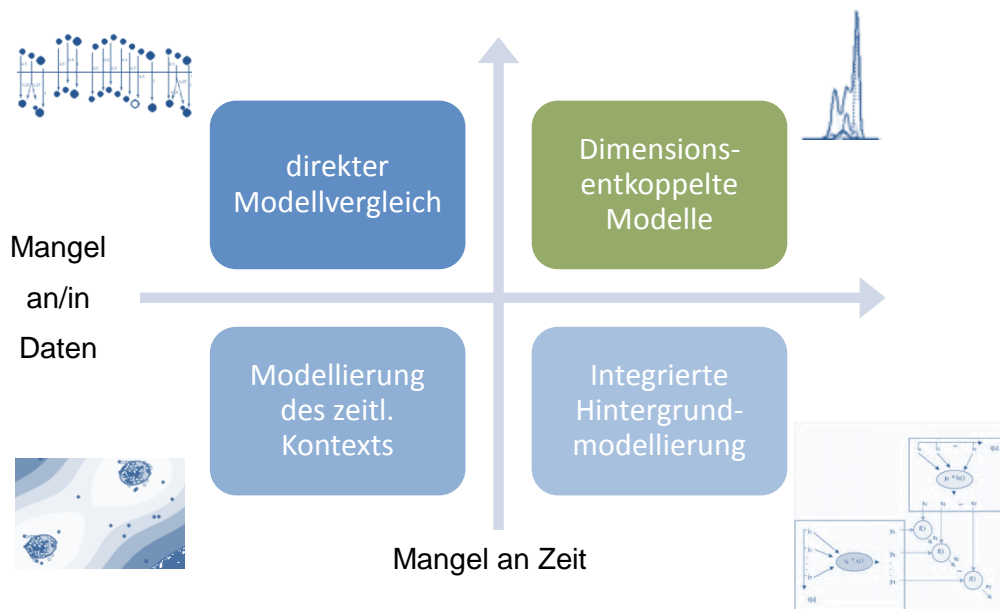 direkter
Modellvergleich
Dimensions-
entkoppelte
Modelle
Mangel
an/in
Daten
Modellierung
des zeitl.
Kontexts
Integrierte
Hintergrund-
modellierung
Mangel an Zeit